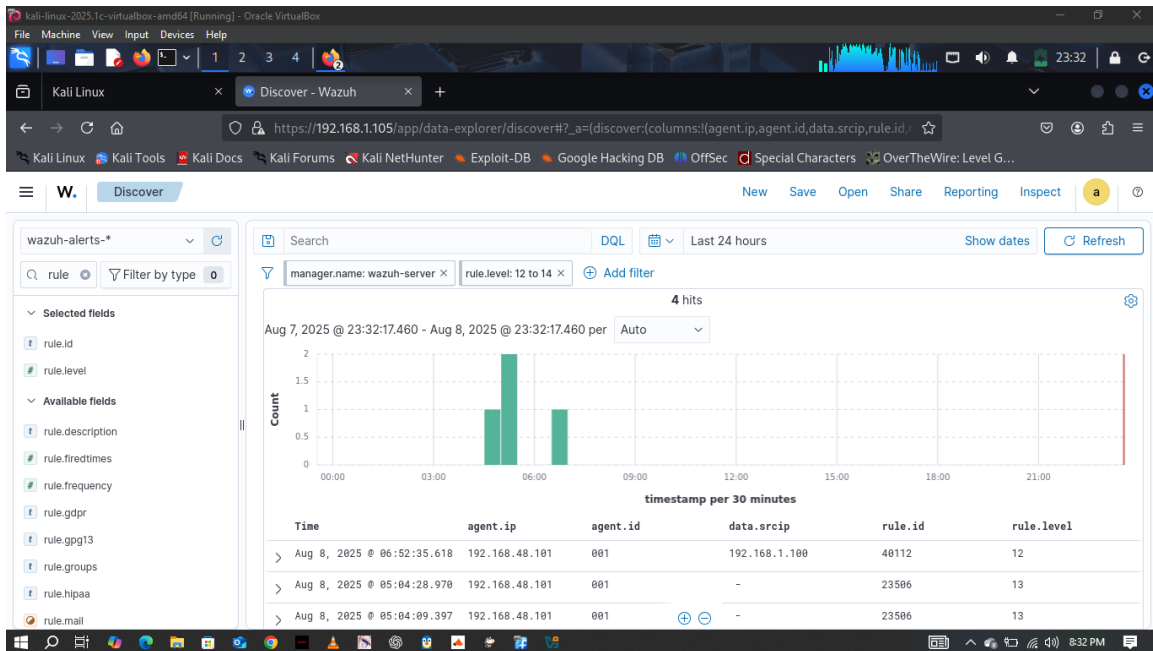 kali-linux-2025.1c-virtualbox-amd64 [Running] - Oracle VirtualBox
File Machine View Input Devices Help
1 2 3 4 2 23:32
Kali Linux Discover - Wazuh
https://192.168.1.105/app/data-explorer/discover#?_a=(discover:(columns:!(agent.ip,agent.id,data.srcip,rule.id,r
Kali Linux Kali Tools Kali Docs Kali Forums Kali NetHunter Exploit-DB Google Hacking DB OffSec Special Characters OverTheWire: Level G...
W. Discover New Save Open Share Reporting Inspect a
wazuh-alerts-* Search DQL Last 24 hours Show dates Refresh
rule Filter by type 0 manager.name: wazuh-server × rule.level: 12 to 14 × Add filter
4 hits
Selected fields
Aug 7, 2025 @ 23:32:17.460 - Aug 8, 2025 @ 23:32:17.460 per Auto
t rule.id
# rule.level
Available fields
t rule.description
# rule.firedtimes
# rule.frequency
t rule.gdpr
t rule.gpg13
t rule.groups
t rule.hipaa
rule.mail
Count
2
1.5
1
0.5
0
00:00 03:00 06:00 09:00 12:00 15:00 18:00 21:00
timestamp per 30 minutes
Time agent.ip agent.id data.srcip rule.id rule.level
Aug 8, 2025 @ 06:52:35.618 192.168.48.101 001 192.168.1.100 40112 12
Aug 8, 2025 @ 05:04:28.970 192.168.48.101 001 - 23506 13
Aug 8, 2025 @ 05:04:09.397 192.168.48.101 001 - 23506 13
8:32 PM